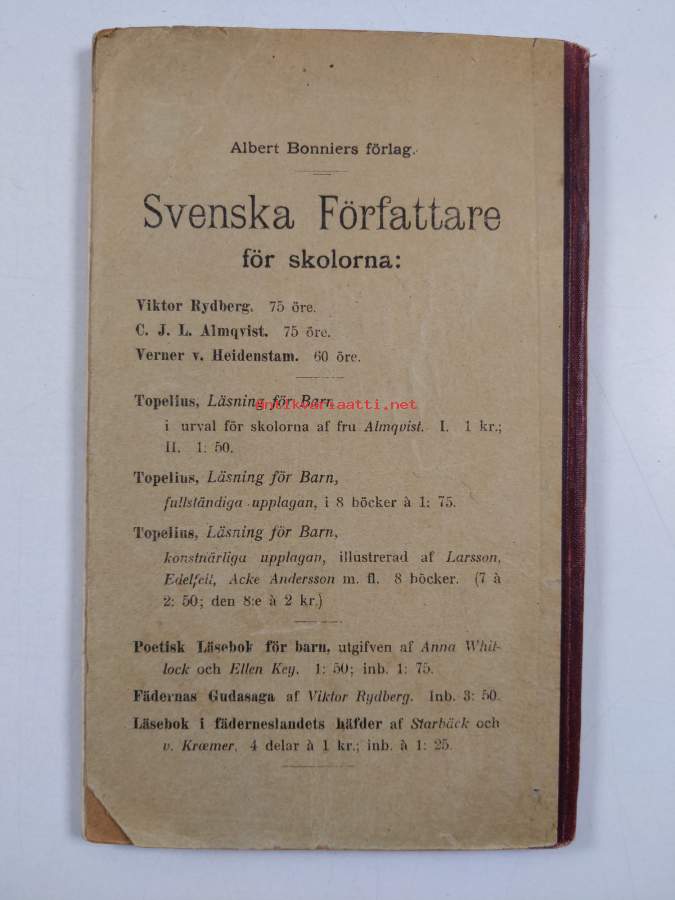 Albert Bonniers förlag.
Svenska Författare
för skolorna:
Viktor Rydberg. 75 öre.
C. J. L. Almqvist. 75 öre.
Verner v. Heidenstam. 60 öre.
Topelius, Läsning för Barn,
antikvariaatti.net
i urval för skolorna af fru Almqvist. I. 1 kr.;
II. 1: 50.
Topelius, Läsning för Barn,
fullständiga upplagan, i 8 böcker à 1: 75.
Topelius, Läsning för Barn,
konstnärliga upplagan, illustrerad af Larsson,
Edelfelt, Acke Andersson m. fl. 8 böcker. (7 à
2: 50; den 8:e à 2 kr.)
Poetisk Läsebok för barn, utgifven af Anna Whit-
lock och Ellen Key. 1: 50; inb. 1: 75.
Fädernas Gudasaga af Viktor Rydberg. Inb. 3: 50.
Läsebok i fäderneslandets häfder af Starbäck och
v. Kræmer. 4 delar à 1 kr.; inb. à 1: 25.